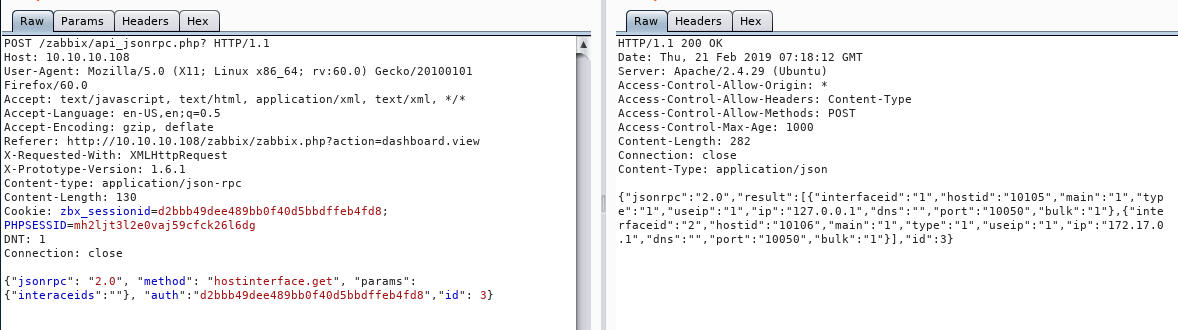 Raw Params Headers Hex
POST /zabbix/api_jsonrpc.php? HTTP/1.1
Host: 10.10.10.108
User-Agent: Mozilla/5.0 (X11; Linux x86_64; rv:60.0) Gecko/20100101
Firefox/60.0
Accept: text/javascript, text/html, application/xml, text/xml, */*
Accept-Language: en-US,en;q=0.5
Accept-Encoding: gzip, deflate
Referer: http://10.10.10.108/zabbix/zabbix.php?action=dashboard.view
X-Requested-With: XMLHttpRequest
X-Prototype-Version: 1.6.1
Content-type: application/json-rpc
Content-Length: 130
Cookie: zbx_sessionid=d2bbb49dee489bb0f40d5bbdffeb4fd8;
PHPSESSID=mh2ljt3l2e0vaj59cfck26l6dg
DNT: 1
Connection: close
{"jsonrpc": "2.0", "method": "hostinterface.get", "params":
{"interaceids":""}, "auth":"d2bbb49dee489bb0f40d5bbdffeb4fd8","id": 3}
Raw Headers Hex
HTTP/1.1 200 OK
Date: Thu, 21 Feb 2019 07:18:12 GMT
Server: Apache/2.4.29 (Ubuntu)
Access-Control-Allow-Origin: *
Access-Control-Allow-Headers: Content-Type
Access-Control-Allow-Methods: POST
Access-Control-Max-Age: 1000
Content-Length: 282
Connection: close
Content-Type: application/json
{"jsonrpc":"2.0","result":[{"interfaceid":"1","hostid":"10105","main":"1","typ
e":"1","useip":"1","ip":"127.0.0.1","dns":"","port":"10050","bulk":"1"},{"inte
rfaceid":"2","hostid":"10106","main":"1","type":"1","useip":"1","ip":"172.17.0
.1","dns":"","port":"10050","bulk":"1"}],"id":3}